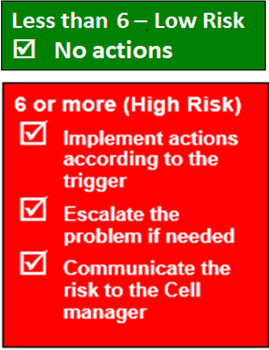 Less than 6 – Low Risk
☑ No actions
6 or more (High Risk)
☑ Implement actions
according to the
trigger
☑ Escalate the
problem if needed
☑ Communicate the
risk to the Cell
manager